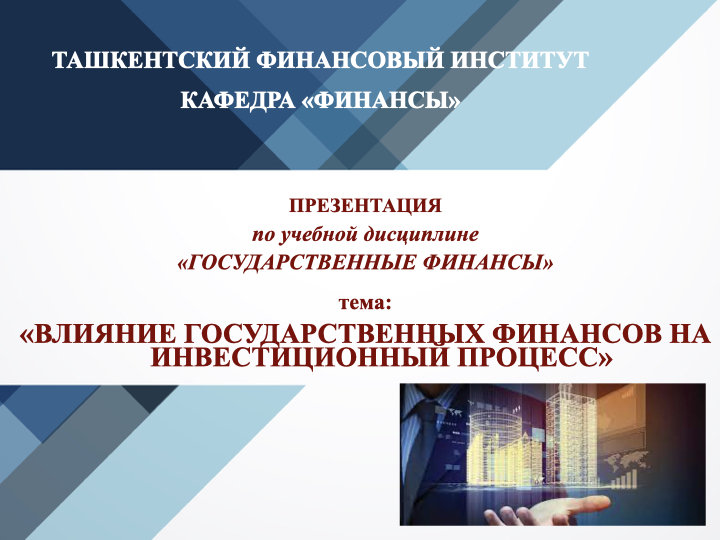 ТАШКЕНТСКИЙ ФИНАНСОВЫЙ ИНСТИТУТ
КАФЕДРА «ФИНАНСЫ»
ПРЕЗЕНТАЦИЯ
по учебной дисциплине
«ГОСУДАРСТВЕННЫЕ ФИНАНСЫ»
тема:
«ВЛИЯНИЕ ГОСУДАРСТВЕННЫХ ФИНАНСОВ НА
ИНВЕСТИЦИОННЫЙ ПРОЦЕСС»